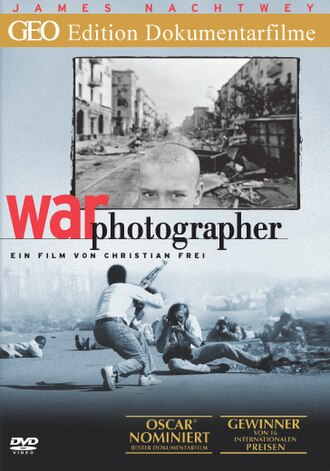 JAMES NACHTWEY
GEO Edition Dokumentarfilme
war photographer
EIN FILM VON CHRISTIAN FREI
OSCAR®
NOMINIERT
BESTER DOKUMENTARFILM
GEWINNER
VON 16
INTERNATIONALEN
PREISEN
DVD
VIDEO